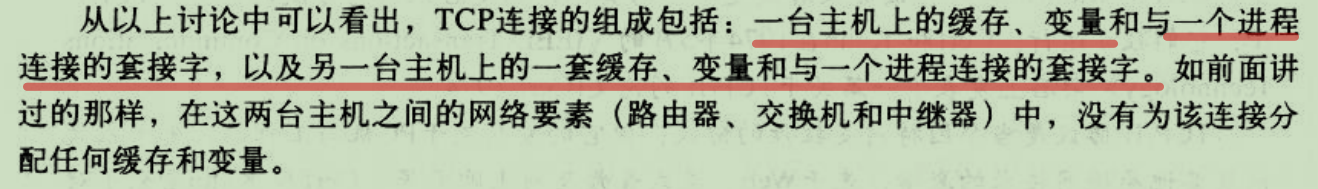 从以上讨论中可以看出，TCP连接的组成包括：一台主机上的缓存、变量和与一个进程
连接的套接字，以及另一台主机上的一套缓存、变量和与一个进程连接的套接字。如前面讲
过的那样，在这两台主机之间的网络要素（路由器、交换机和中继器）中，没有为该连接分
配任何缓存和变量。